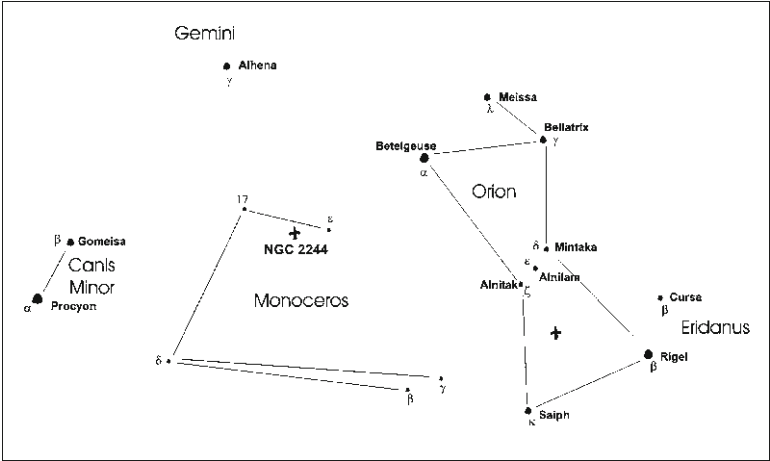 Gemini
Alhena
γ
Meissa
λ
Bellatrix
γ
Betelgeuse
α
Orion
17
ε
NGC 2244
β Gomeisa
Canis
Minor
α Procyon
Monoceros
δ Mintaka
ε
Alnilam
Alnitak ζ
Cursa
β
Eridanus
Rigel
β
δ
β
γ
Saiph
κ